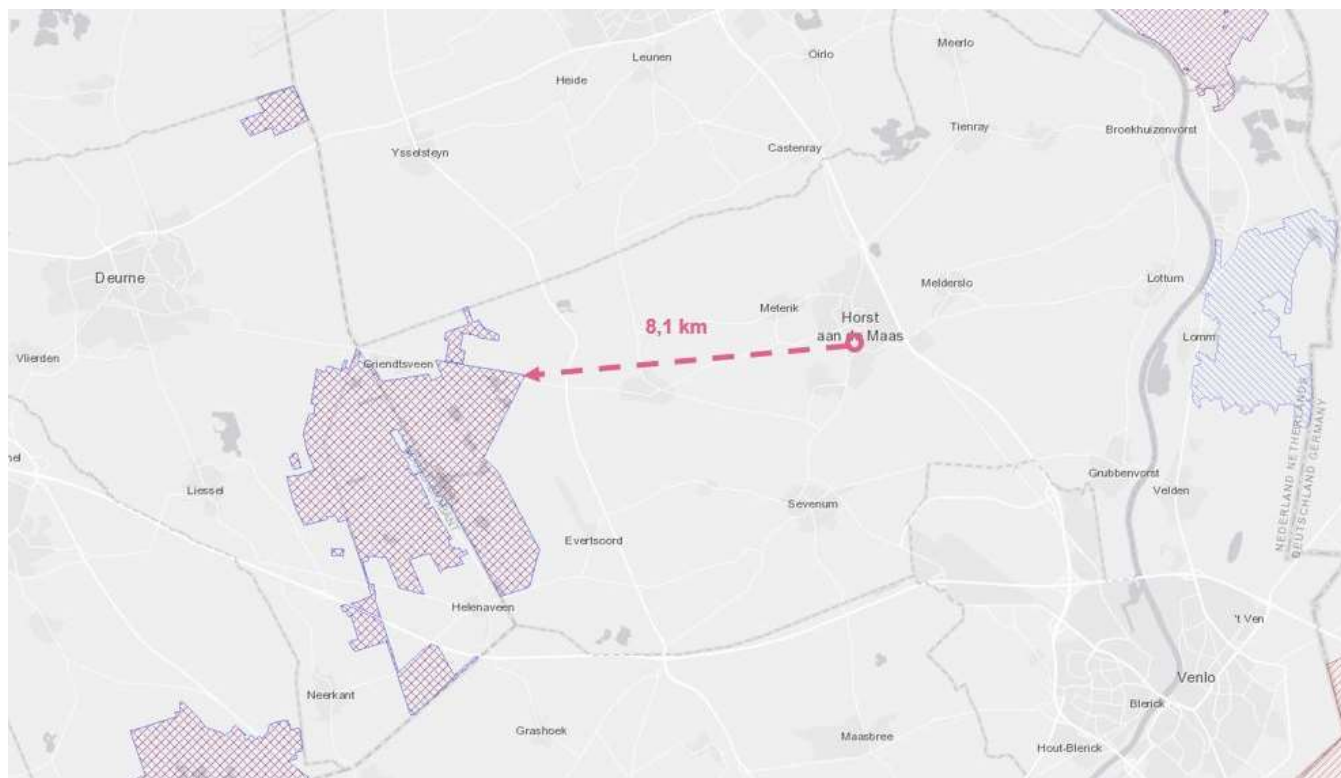 Meerlo
Oirlo
Leunen
Heide
Tienray
Broekhuizenvorst
Castenray
Ysselsteyn
Deurne
Melderslo
Lottum
Meterik
Horst
aan de Maas
8,1 km
Lomm
Vlierden
Griendtsveen
NEDERLAND NETHERLANDS
DEUTSCHLAND GERMANY
nel
Liessel
Grubbenvorst
Velden
Sevenum
Evertsoord
Helenaveen
't Ven
Venlo
Neerkant
Blerick
Grashoek
Maasbree
Hout-Blerick